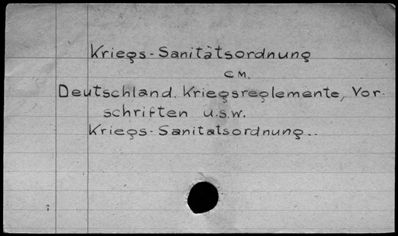 Kriegs-Sanitätsordnung
cm.
Deutschland. Kriegsreglemente, Vor-
schriften u.s.w.
Kriegs-Sanitatsordnung..